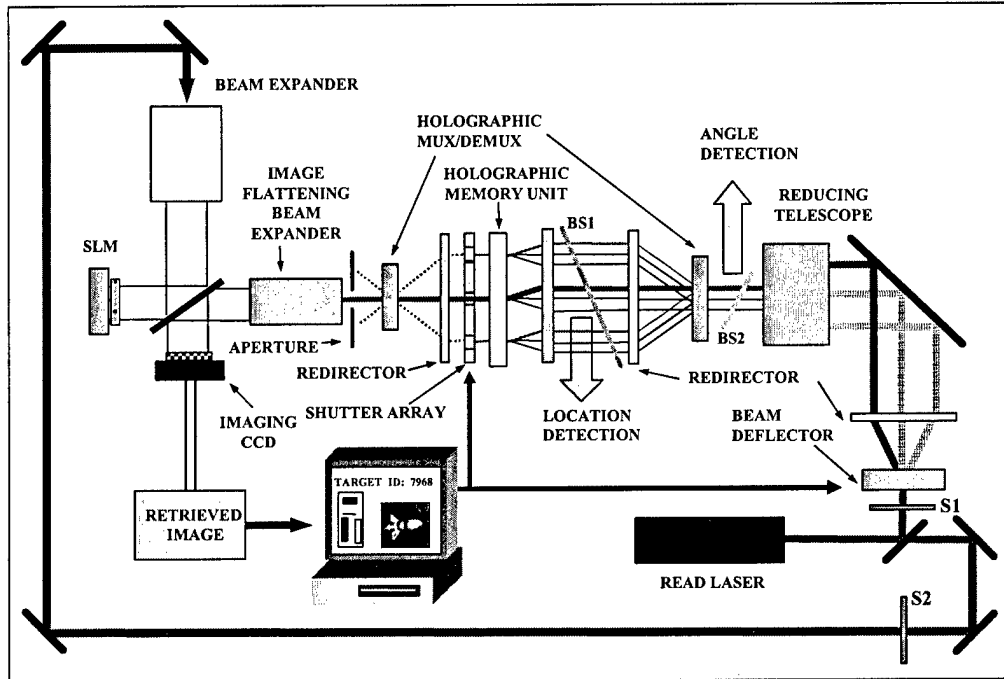 BEAM EXPANDER
HOLOGRAPHIC
MUX/DEMUX
ANGLE
DETECTION
IMAGE
FLATTENING
BEAM
EXPANDER
HOLOGRAPHIC
MEMORY UNIT
REDUCING
TELESCOPE
SLM
BS1
BS2
APERTURE
REDIRECTOR
SHUTTER ARRAY
LOCATION
DETECTION
REDIRECTOR
BEAM
DEFLECTOR
IMAGING
CCD
TARGET ID: 7968
S1
RETRIEVED
IMAGE
READ LASER
S2